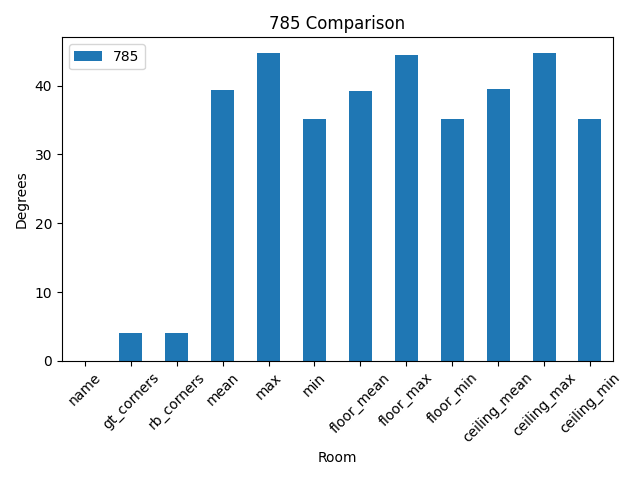 785 Comparison
785
Degrees
40
30
20
10
0
name
gt_corners
rb_corners
mean
max
min
floor_mean
floor_max
floor_min
ceiling_mean
ceiling_max
ceiling_min
Room